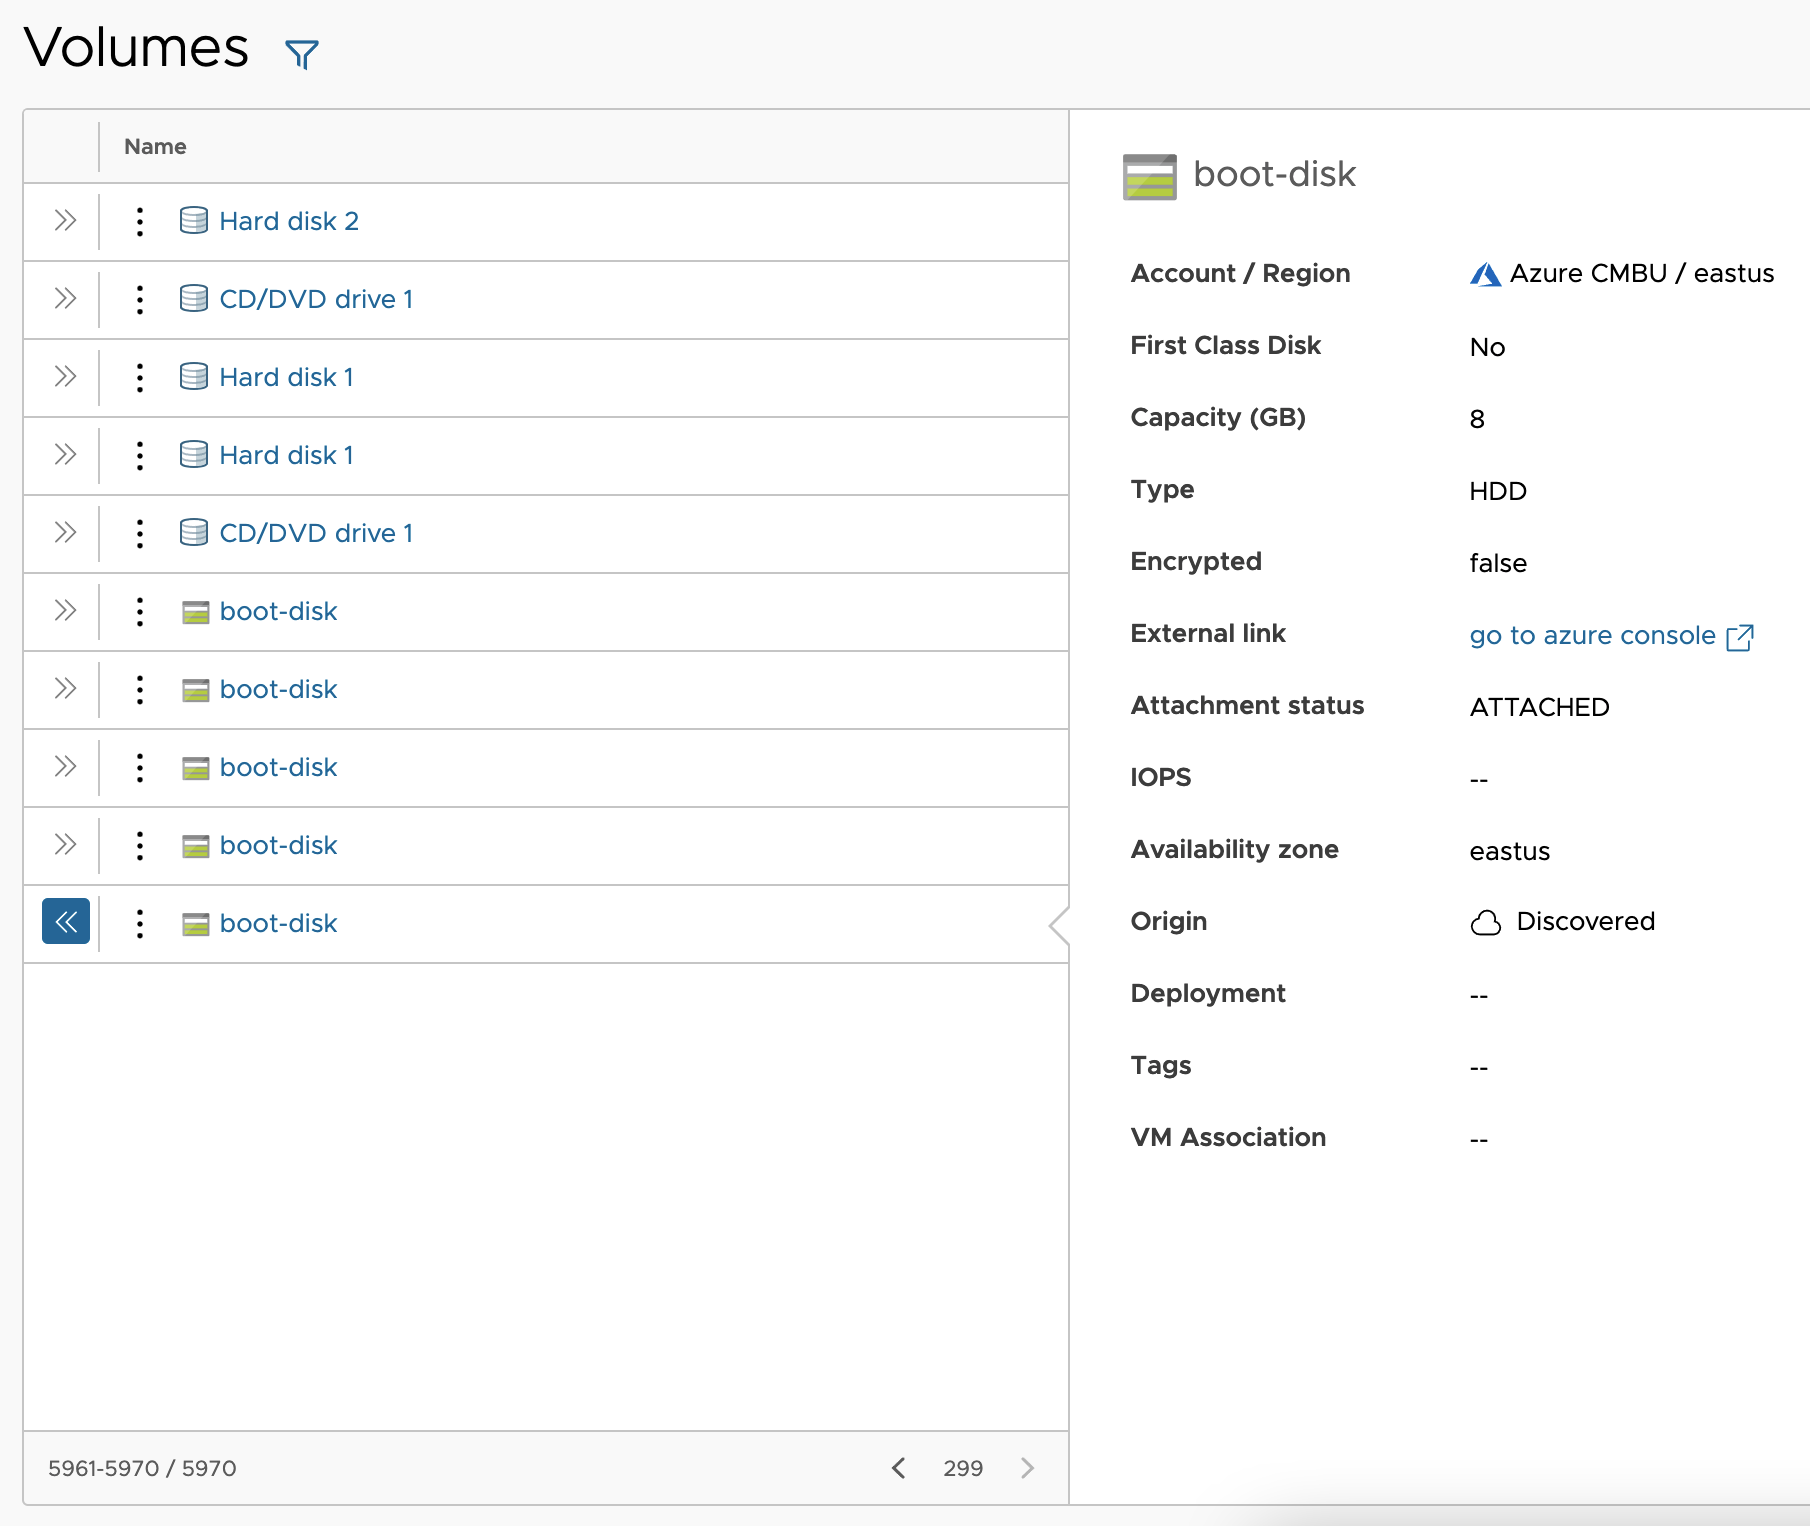 Volumes
Name
Hard disk 2
CD/DVD drive 1
Hard disk 1
Hard disk 1
CD/DVD drive 1
boot-disk
boot-disk
boot-disk
boot-disk
boot-disk
5961-5970 / 5970
299
boot-disk
Account / Region Azure CMBU / eastus
First Class Disk No
Capacity (GB) 8
Type HDD
Encrypted false
External link go to azure console
Attachment status ATTACHED
IOPS --
Availability zone eastus
Origin Discovered
Deployment --
Tags --
VM Association --